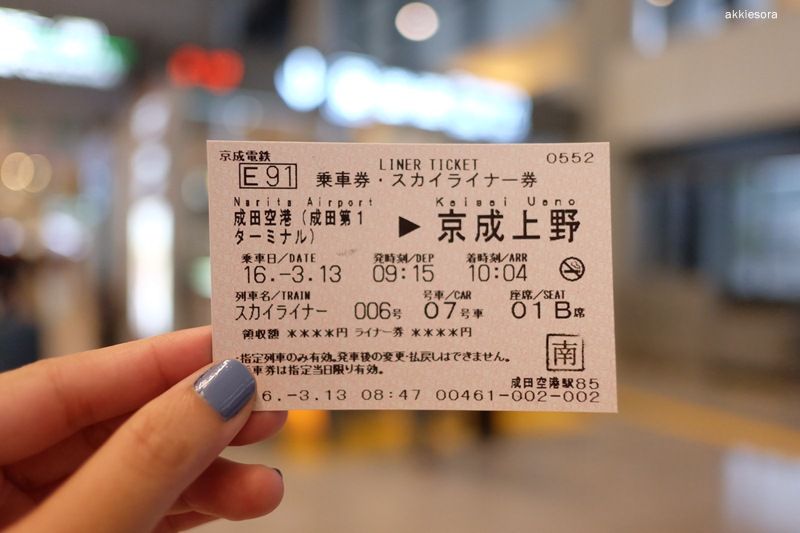 akkiesora
京成電鉄
LINER TICKET
0552
E 91
乗車券・スカイライナー券
Narita Airport
Keisei Ueno
成田空港(成田第1
ターミナル)
▶ 京成上野
乗車日/DATE 発時刻/DEP 着時刻/ARR
16.-3.13 09:15 10:04
列車名/TRAIN 号車/CAR 座席/SEAT
スカイライナー 006号 07号車 01 B席
領収額 ****円 ライナー券 ****円
指定列車のみ有効。発車後の変更・払戻しはできません。
車券は指定当日限り有効。
南
成田空港駅85
6.-3.13 08:47 00461-002-002